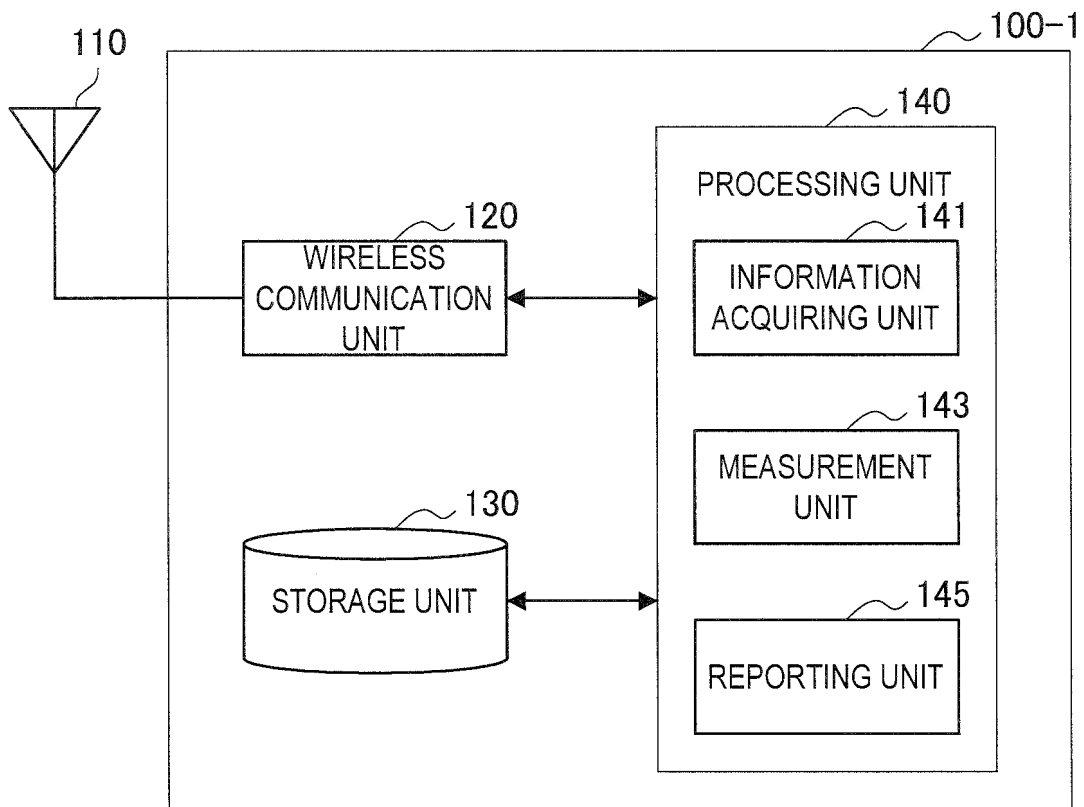 100-1
110
140
PROCESSING UNIT
120
WIRELESS
COMMUNICATION
UNIT
141
INFORMATION
ACQUIRING UNIT
143
MEASUREMENT
UNIT
130
STORAGE UNIT
145
REPORTING UNIT